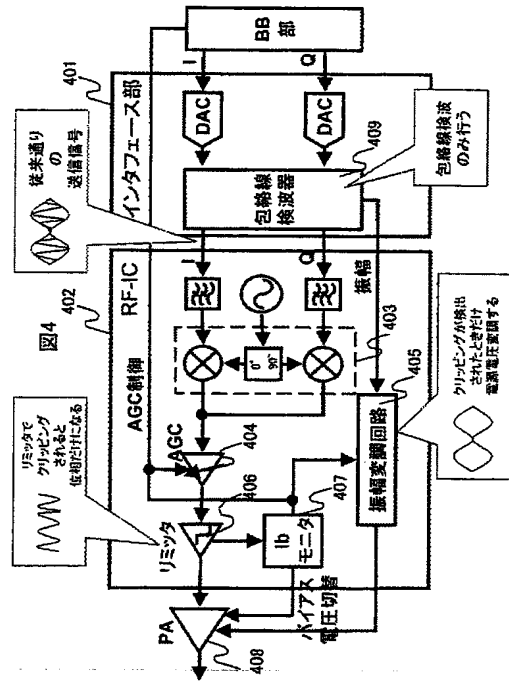 図4
402
RF-IC
401
インタフェース部
従来通り
の
送信信号
リミッタで
クリッピング
されると
位相だけになる
AGC制御
BB
部
I
Q
DAC
DAC
409
包絡線
検波器
包絡線検波
のみ行う
I
Q
振幅
0°
90°
403
AGC
404
リミッタ
406
Ib
モニタ
407
振幅変調回路
405
クリッピングが検出
されたときだけ
電源電圧変調する
PA
408
バイアス
電圧切替